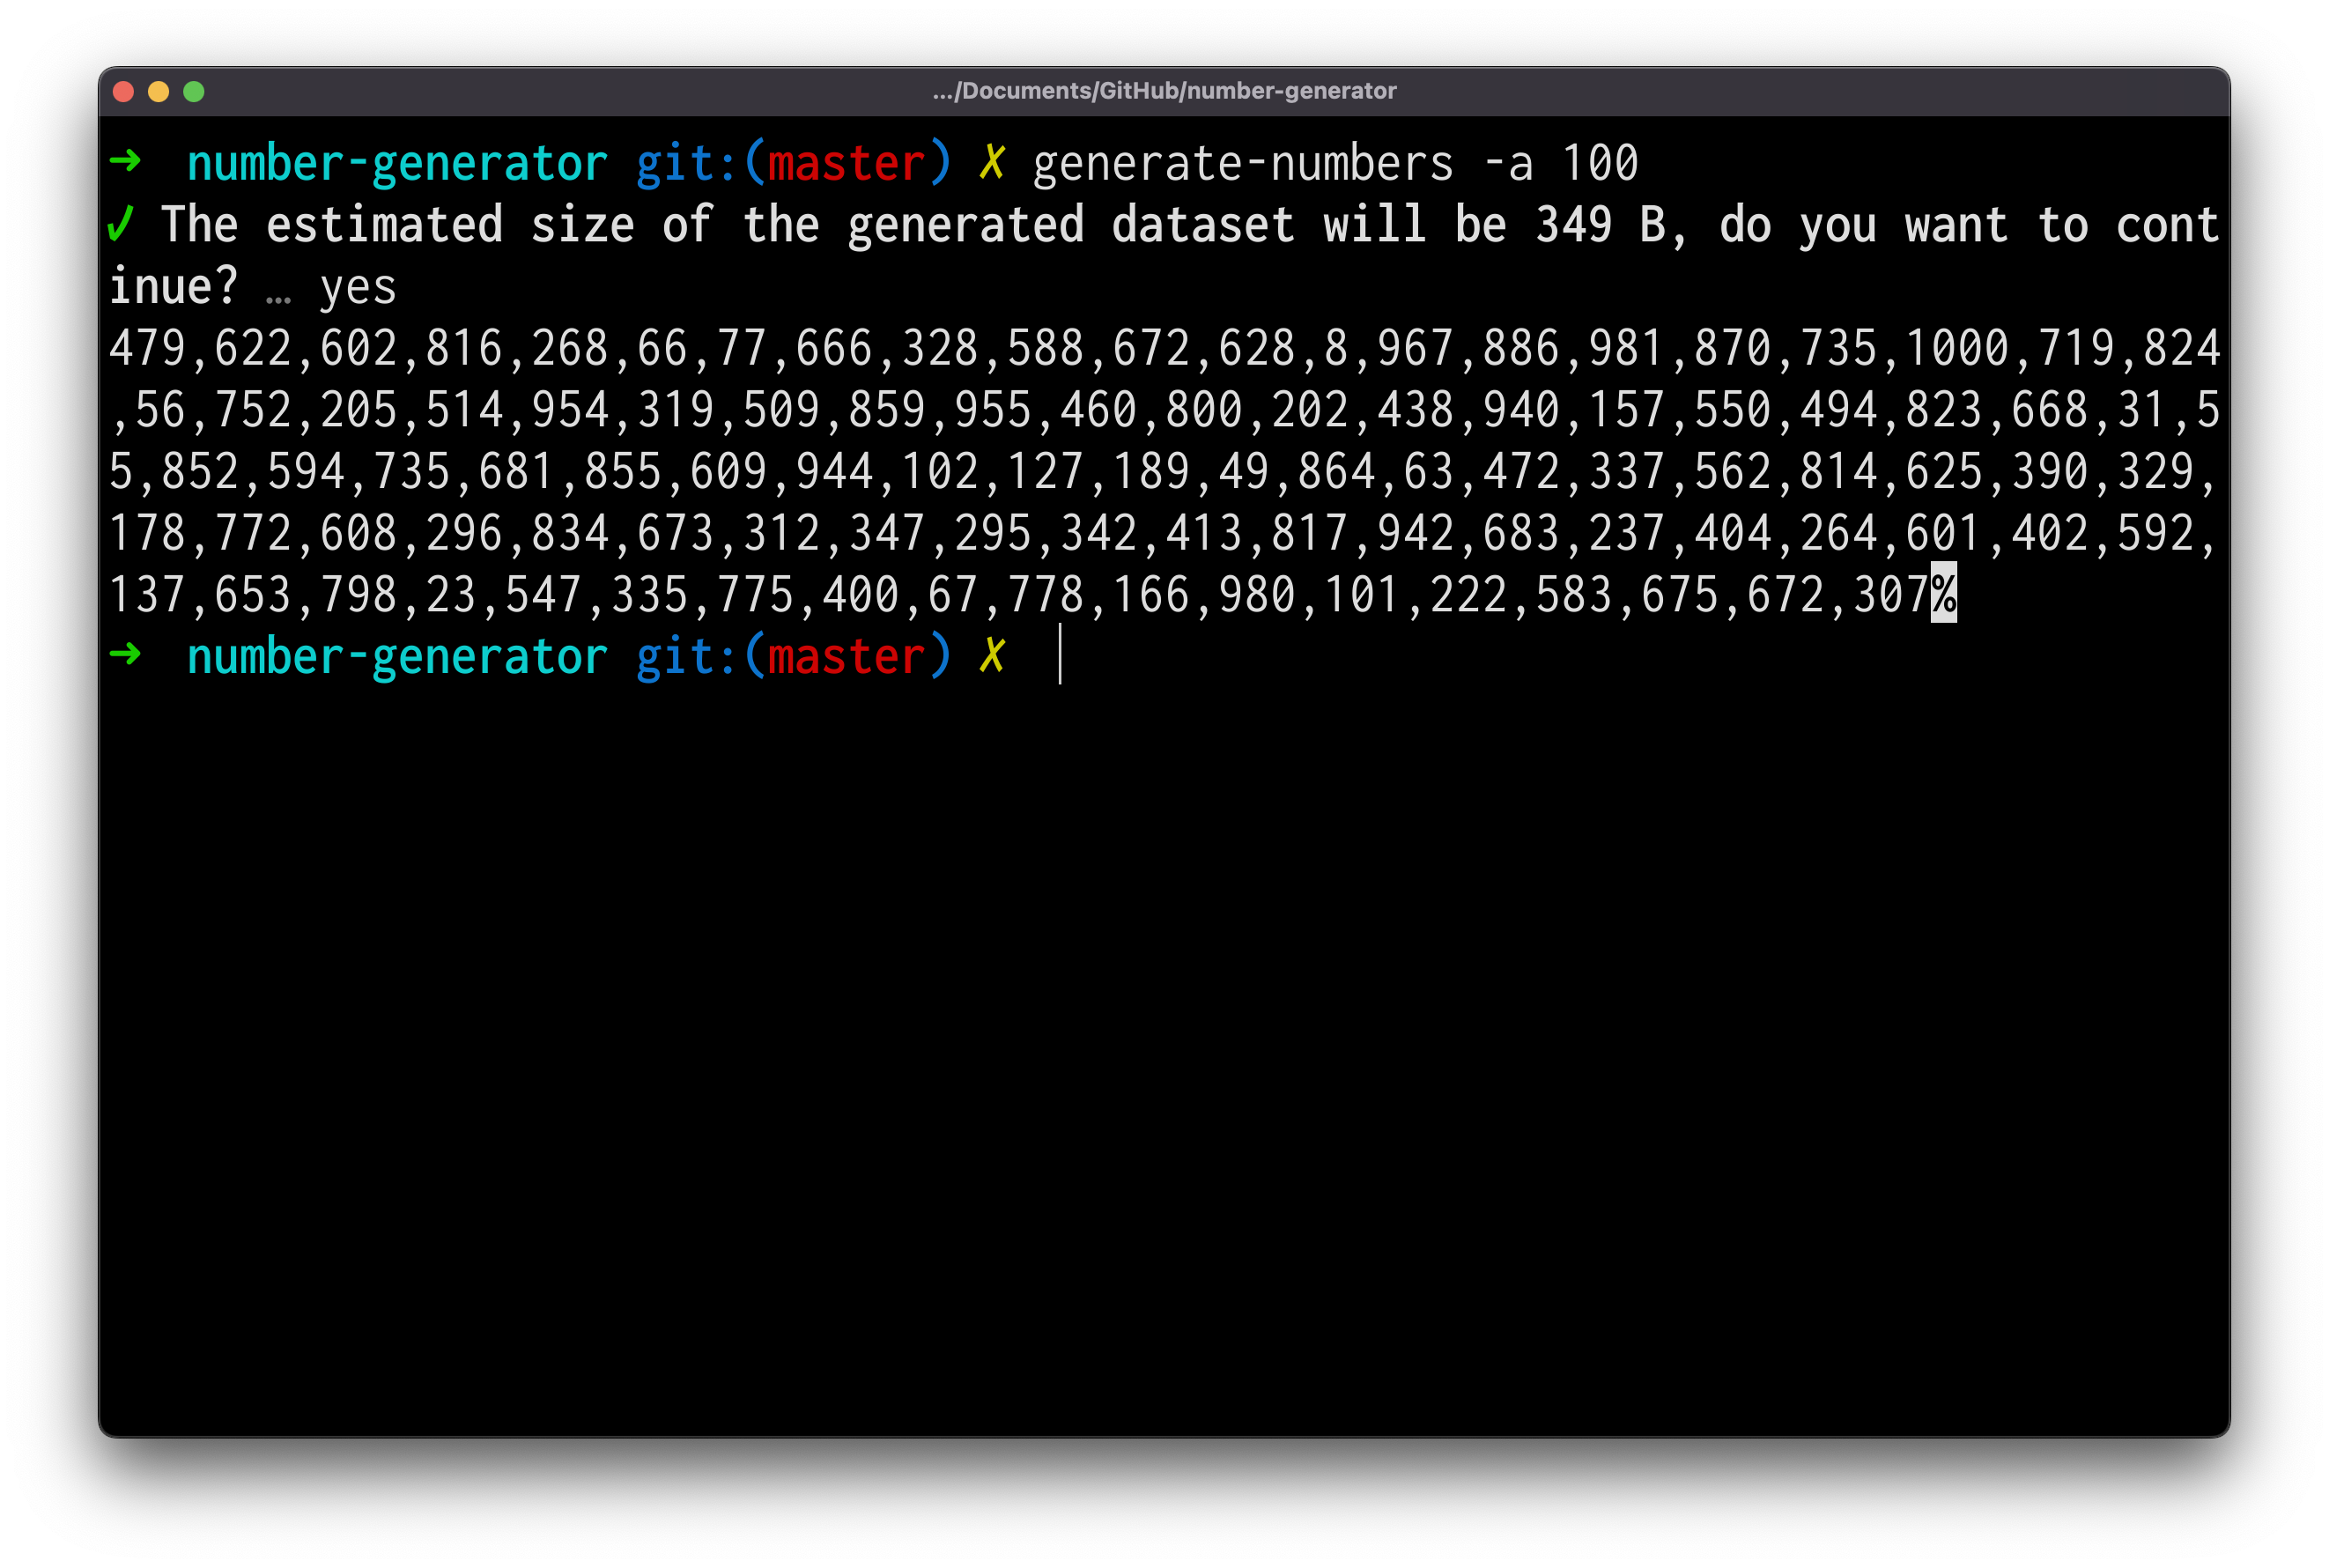 .../Documents/GitHub/number-generator
➜  number-generator git:(master) ✗ generate-numbers -a 100
✓ The estimated size of the generated dataset will be 349 B, do you want to cont
inue? … yes
479,622,602,816,268,66,77,666,328,588,672,628,8,967,886,981,870,735,1000,719,824
,56,752,205,514,954,319,509,859,955,460,800,202,438,940,157,550,494,823,668,31,5
5,852,594,735,681,855,609,944,102,127,189,49,864,63,472,337,562,814,625,390,329,
178,772,608,296,834,673,312,347,295,342,413,817,942,683,237,404,264,601,402,592,
137,653,798,23,547,335,775,400,67,778,166,980,101,222,583,675,672,307%
➜  number-generator git:(master) ✗